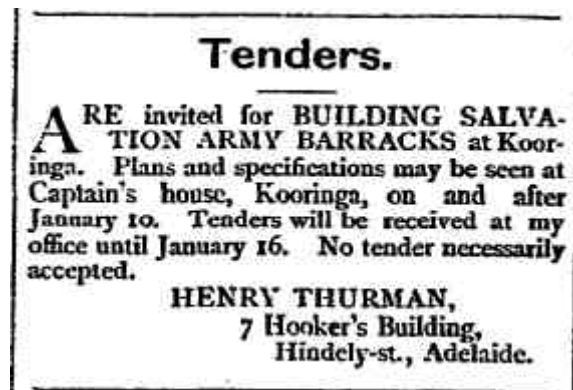 Tenders.
ARE invited for BUILDING SALVA-
TION ARMY BARRACKS at Koor-
inga. Plans and specifications may be seen at
Captain's house, Kooringa, on and after
January 10. Tenders will be received at my
office until January 16. No tender necessarily
accepted.
HENRY THURMAN,
7 Hooker's Building,
Hindely-st., Adelaide.